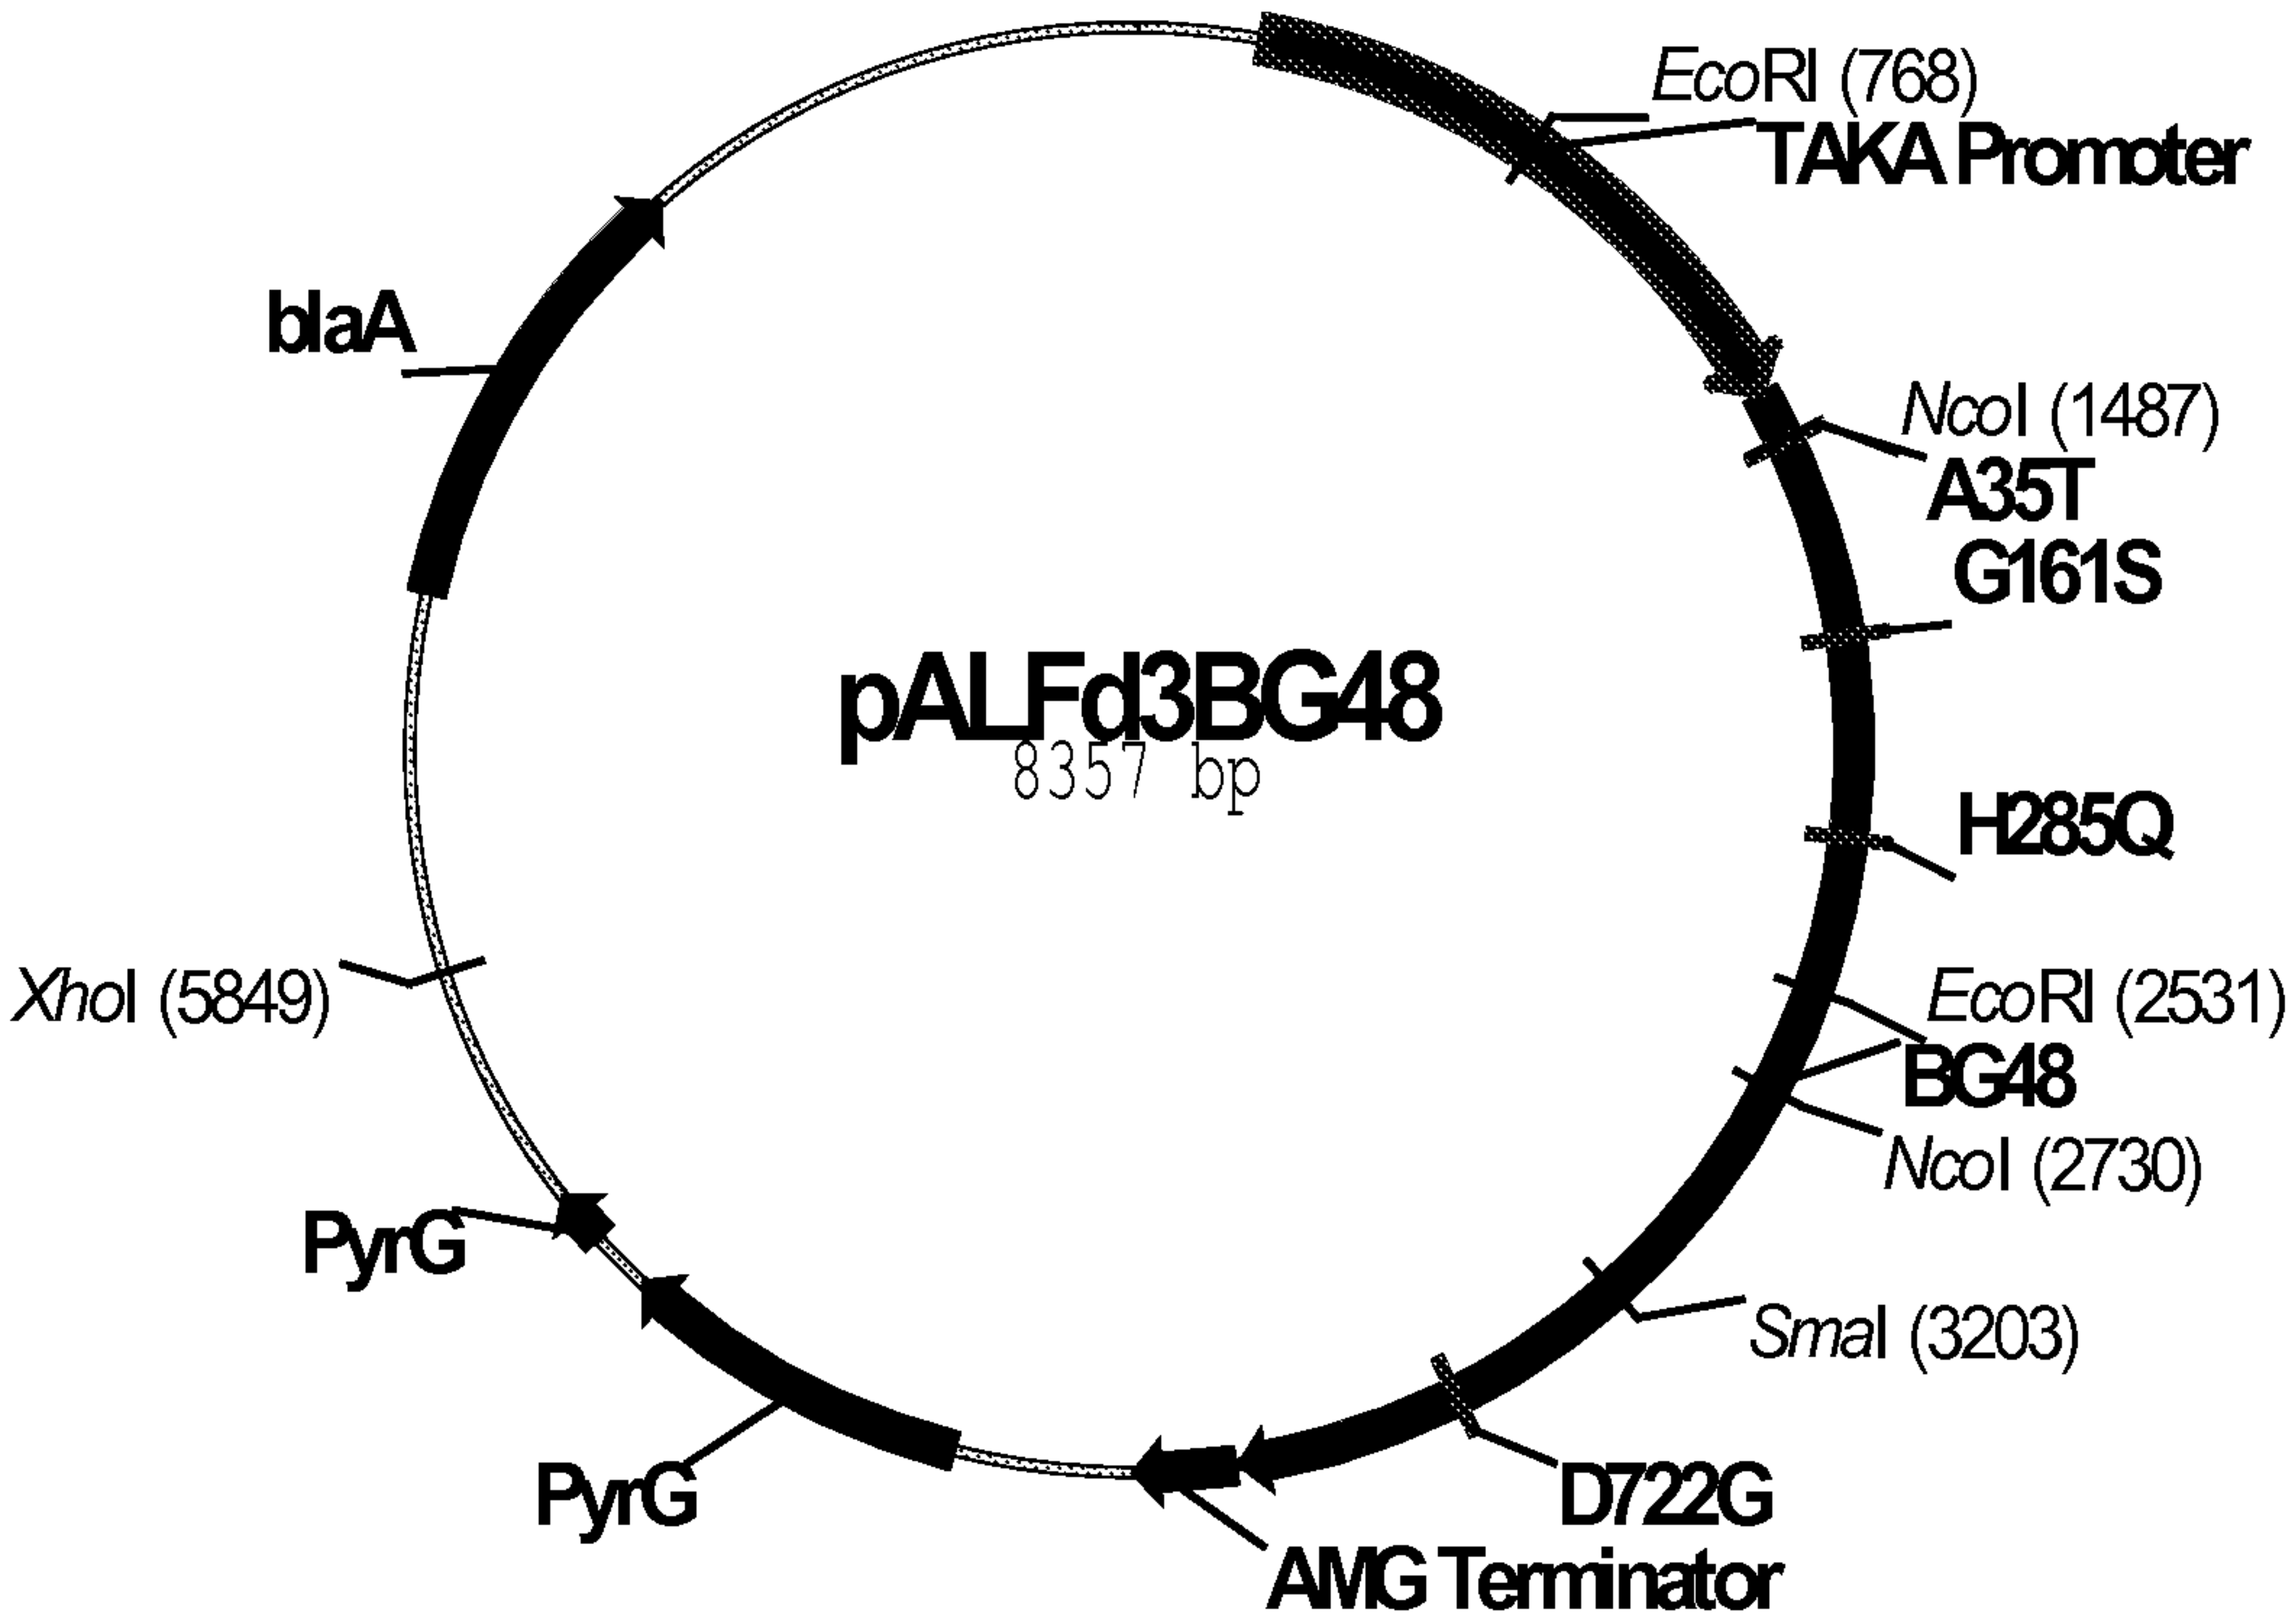 EcoRI (768)
TAKA Promoter
blaA
NcoI (1487)
A35T
G161S
pALFd3BG48
8357 bp
H285Q
XhoI (5849)
EcoRI (2531)
BG48
NcoI (2730)
PyrG
SmaI (3203)
PyrG
D722G
AMG Terminator